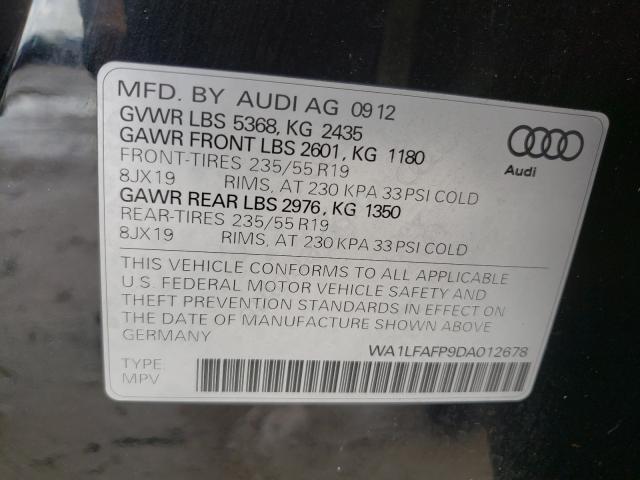 MFD. BY AUDI AG 09 12
GVWR LBS 5368, KG 2435
GAWR FRONT LBS 2601, KG 1180
FRONT-TIRES 235/55 R19
8JX19 RIMS, AT 230 KPA 33 PSI COLD
GAWR REAR LBS 2976, KG 1350
REAR-TIRES 235/55 R19
8JX19 RIMS, AT 230 KPA 33 PSI COLD
Audi
THIS VEHICLE CONFORMS TO ALL APPLICABLE
U.S. FEDERAL MOTOR VEHICLE SAFETY AND
THEFT PREVENTION STANDARDS IN EFFECT ON
THE DATE OF MANUFACTURE SHOWN ABOVE.
GERMANY
WA1LFAFP9DA012678
TYPE:
MPV